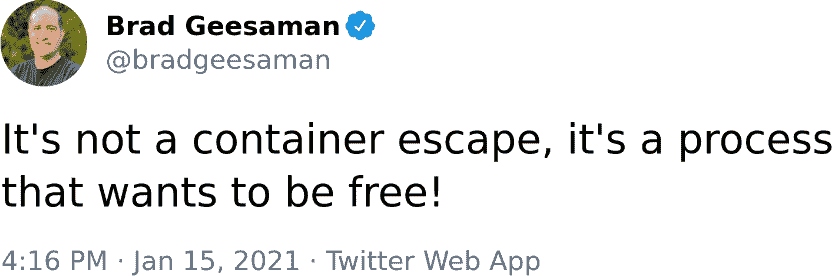 Brad Geesaman
@bradgeesaman
It's not a container escape, it's a process
that wants to be free!
4:16 PM · Jan 15, 2021 · Twitter Web App